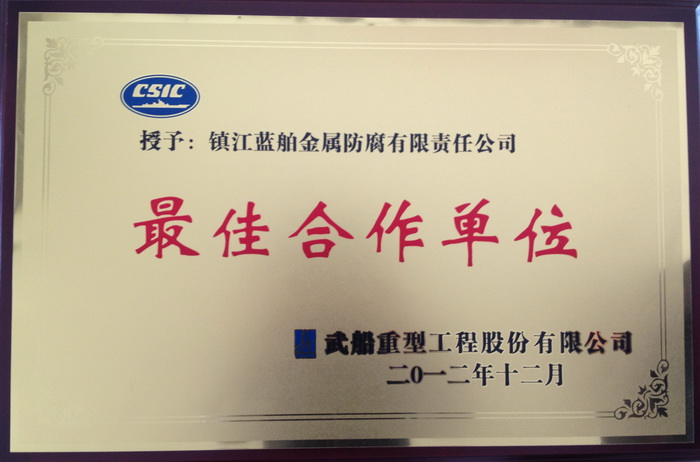 CSIC
授予：镇江蓝舶金属防腐有限责任公司
最佳合作单位
武船重型工程股份有限公司
二0一二年十二月